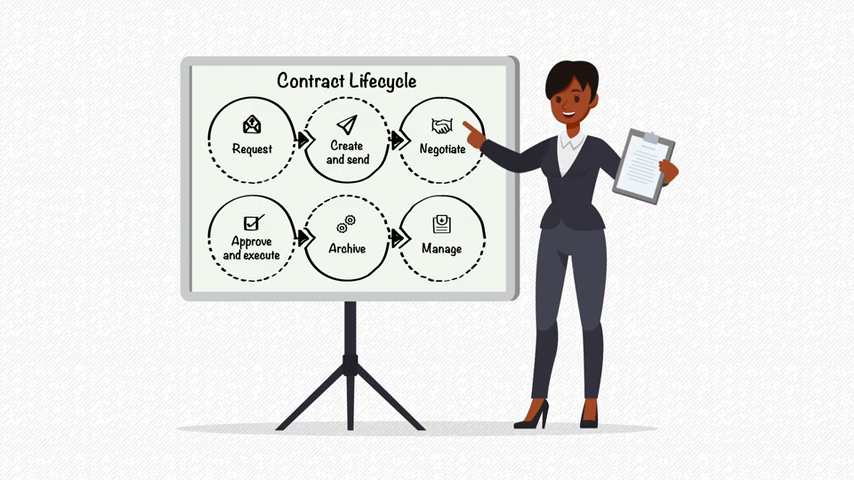 Contract Lifecycle
Request
Create
and send
Negotiate
Approve
and execute
Archive
Manage